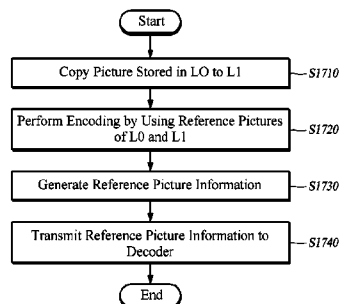 Start
Copy Picture Stored in LO to L1
S1710
Perform Encoding by Using Reference Pictures
of L0 and L1
S1720
Generate Reference Picture Information
S1730
Transmit Reference Picture Information to
Decoder
S1740
End